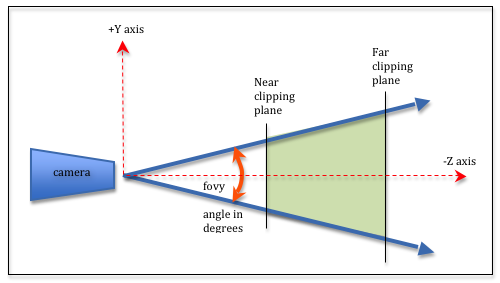 +Y axis
Far
clipping
plane
Near
clipping
plane
camera
-Z axis
fovy
angle in
degrees